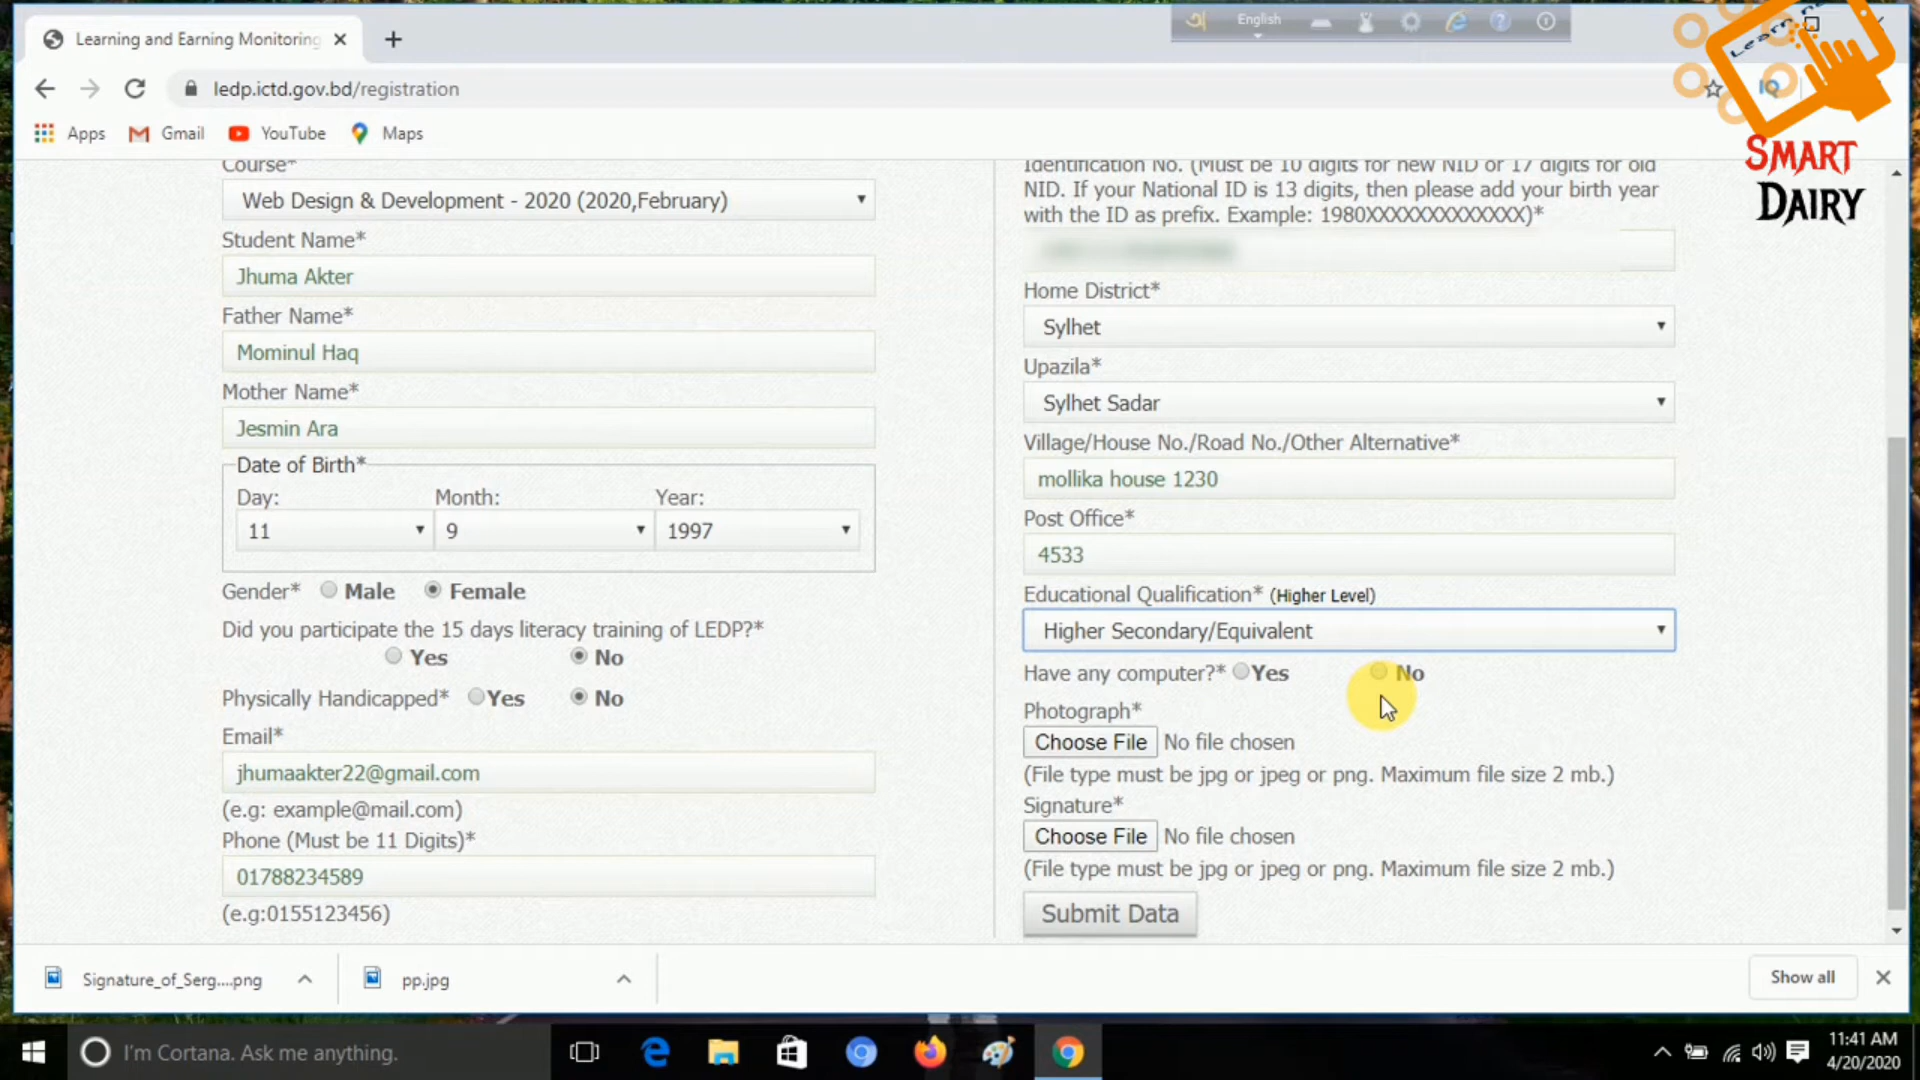 Learning and Earning Monitoring
English
ledp.ictd.gov.bd/registration
Apps
Gmail
YouTube
Maps
SMART
DAIRY
Course*
Web Design & Development - 2020 (2020,February)
Student Name*
Jhuma Akter
Father Name*
Mominul Haq
Mother Name*
Jesmin Ara
Date of Birth*
Day: Month: Year:
11 9 1997
Gender* Male Female
Did you participate the 15 days literacy training of LEDP?*
Yes No
Physically Handicapped* Yes No
Email*
jhumaakter22@gmail.com
(e.g: example@mail.com)
Phone (Must be 11 Digits)*
01788234589
(e.g:0155123456)
Identification No. (Must be 10 digits for new NID or 17 digits for old
NID. If your National ID is 13 digits, then please add your birth year
with the ID as prefix. Example: 1980XXXXXXXXXXXXX)*
Home District*
Sylhet
Upazila*
Sylhet Sadar
Village/House No./Road No./Other Alternative*
mollika house 1230
Post Office*
4533
Educational Qualification* (Higher Level)
Higher Secondary/Equivalent
Have any computer?* Yes No
Photograph*
Choose File No file chosen
(File type must be jpg or jpeg or png. Maximum file size 2 mb.)
Signature*
Choose File No file chosen
(File type must be jpg or jpeg or png. Maximum file size 2 mb.)
Submit Data
Signature_of_Serg....png
pp.jpg
Show all
I'm Cortana. Ask me anything.
11:41 AM
4/20/2020